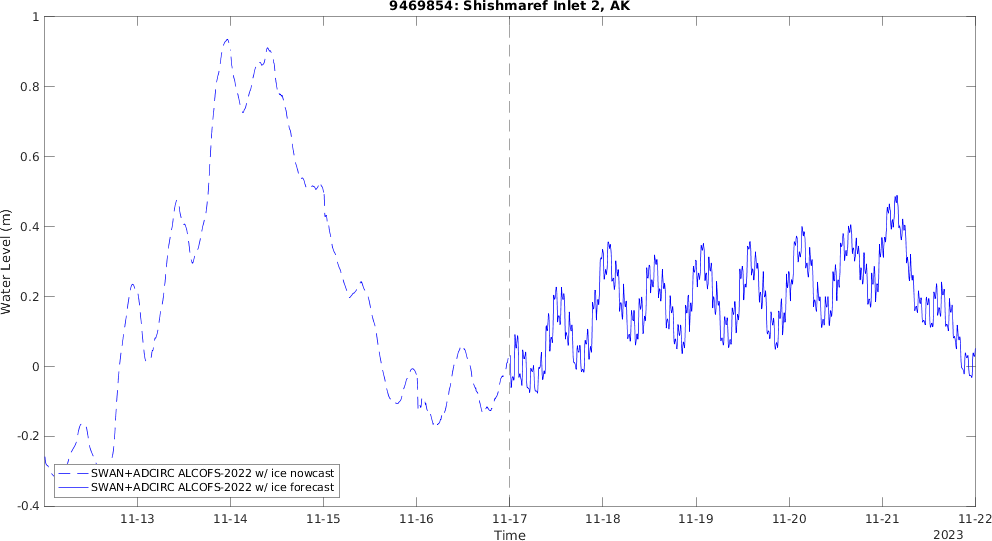 9469854: Shishmaref Inlet 2, AK
Water Level (m)
1
0.8
0.6
0.4
0.2
0
-0.2
-0.4
SWAN+ADCIRC ALCOFS-2022 w/ ice nowcast
SWAN+ADCIRC ALCOFS-2022 w/ ice forecast
11-13 11-14 11-15 11-16 11-17 11-18 11-19 11-20 11-21 11-22
Time
2023